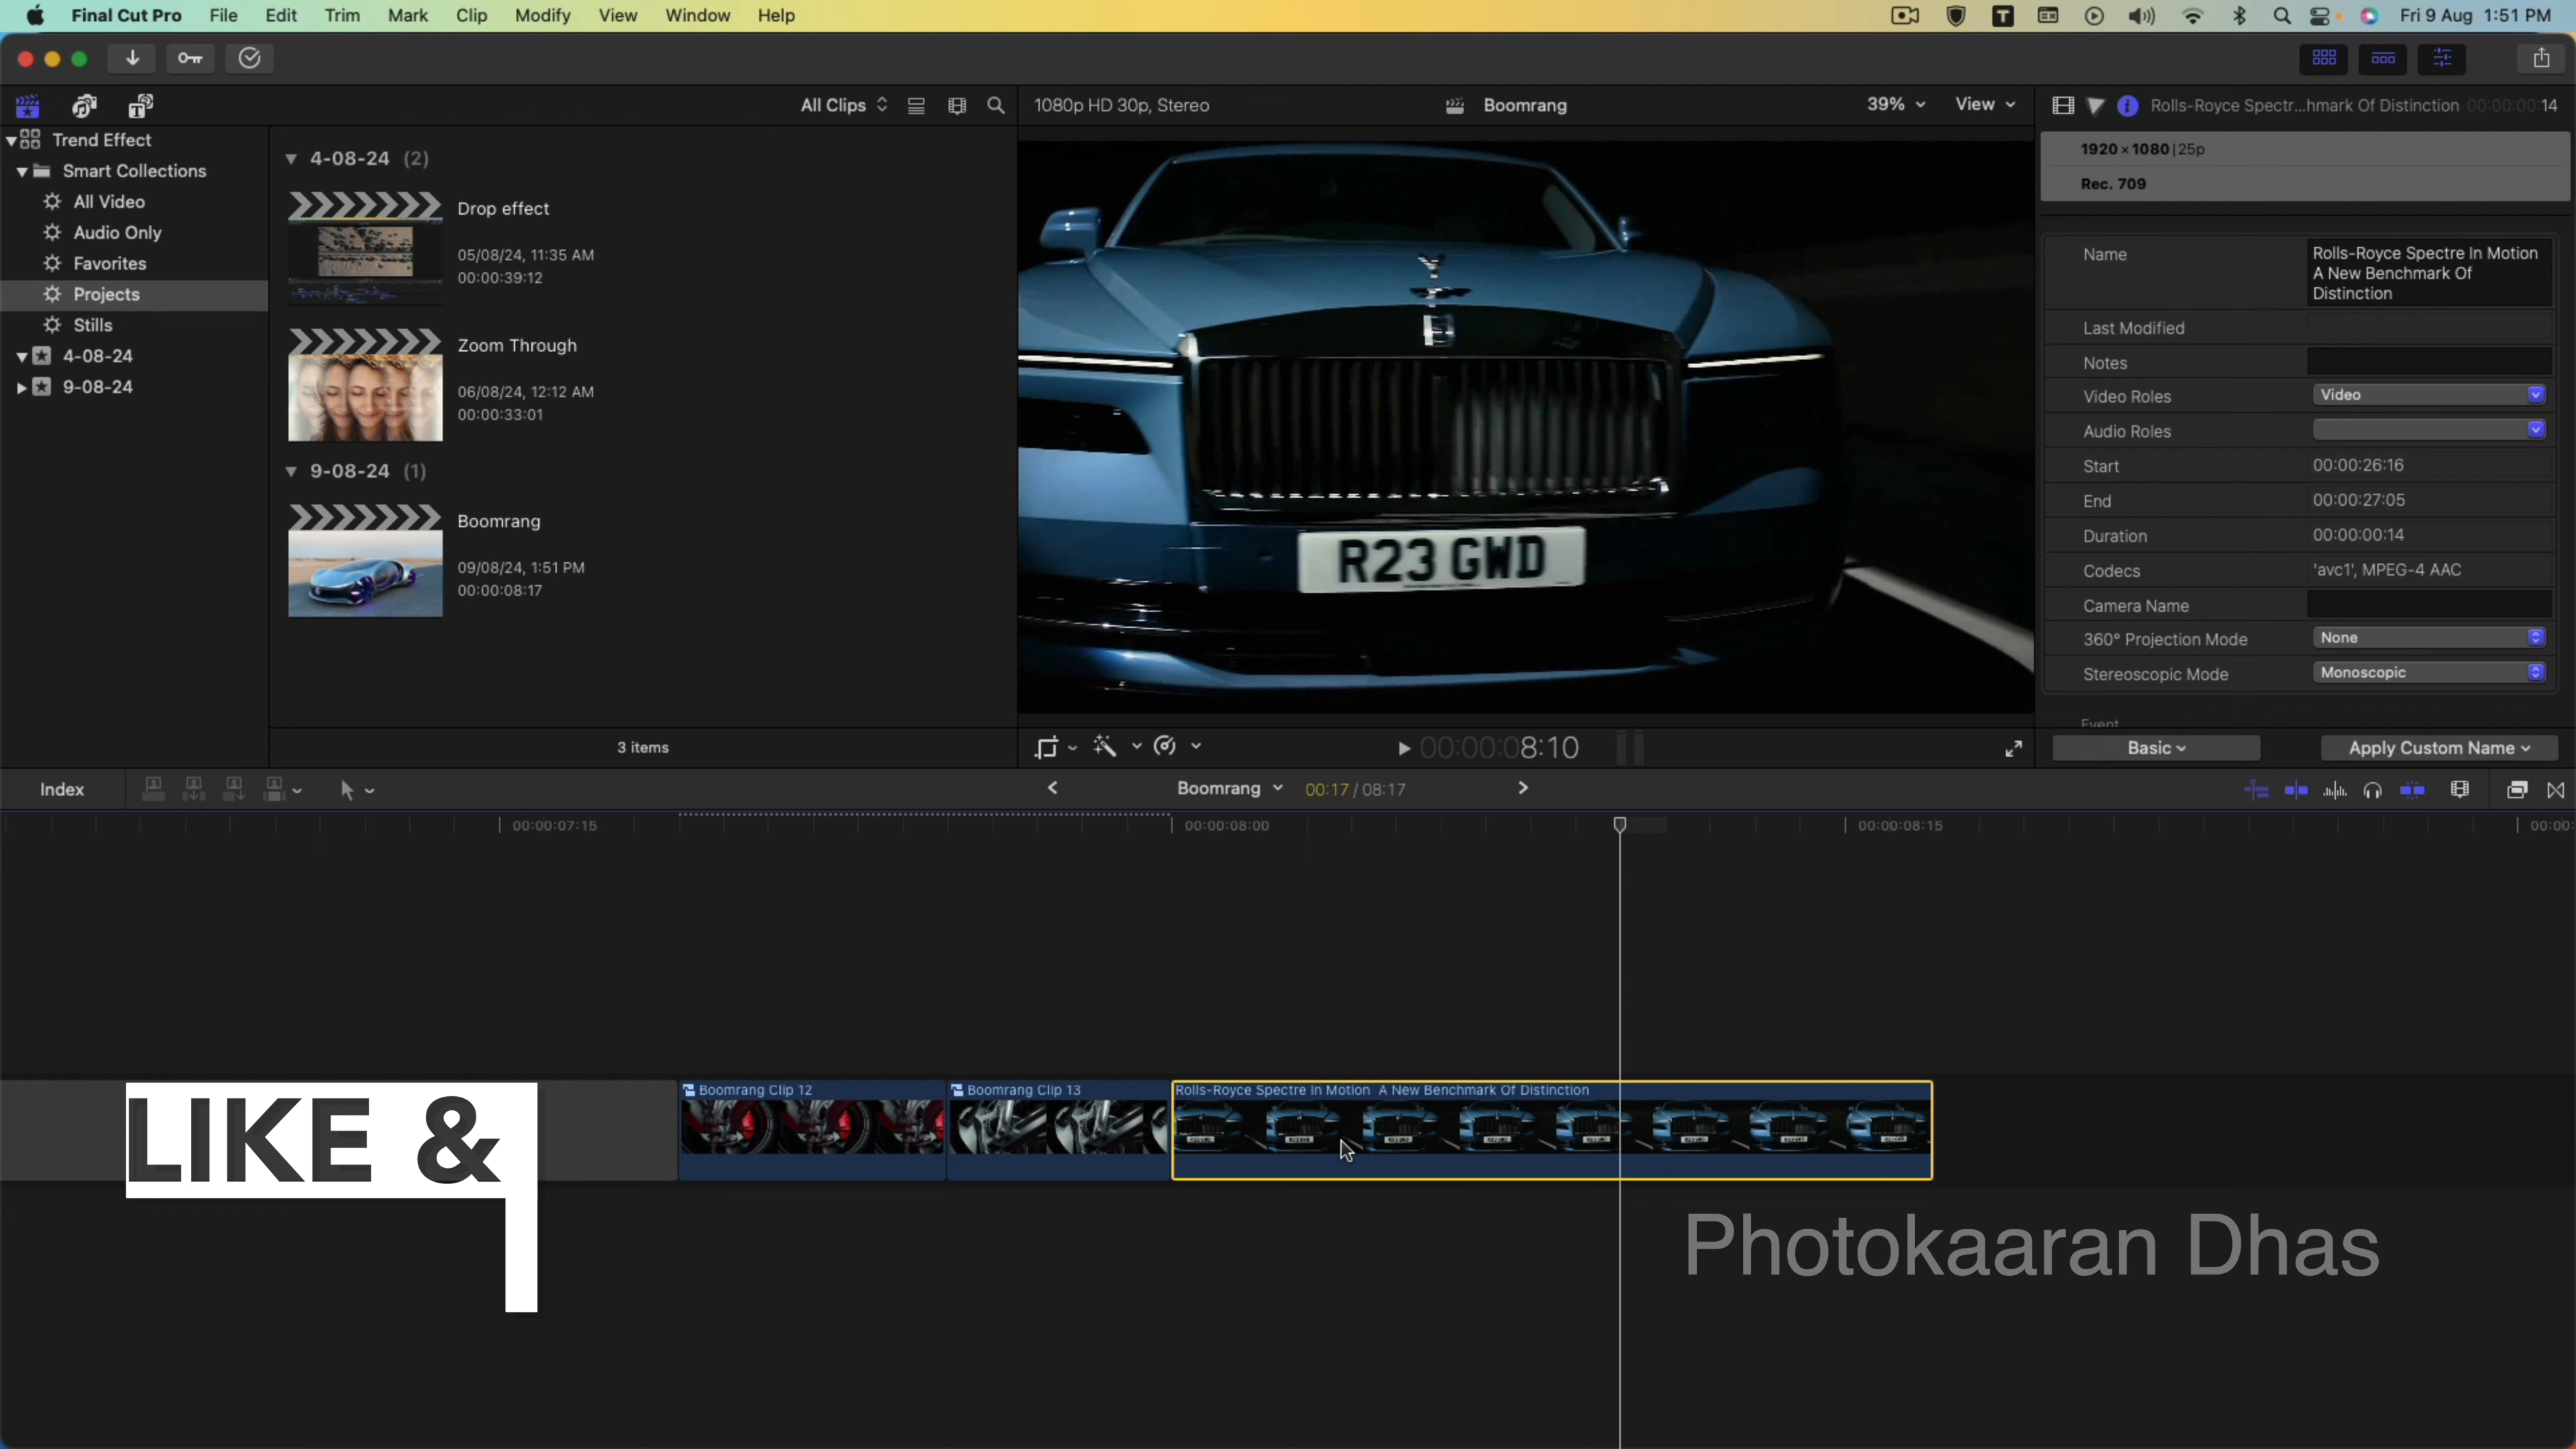 Final Cut Pro File Edit Trim Mark Clip Modify View Window Help
Fri 9 Aug 1:51 PM
All Clips
1080p HD 30p, Stereo
Boomrang
39%
View
Rolls-Royce Spectr...hmark Of Distinction
00:00:00:14
Trend Effect
Smart Collections
All Video
Audio Only
Favorites
Projects
Stills
4-08-24
9-08-24
4-08-24 (2)
Drop effect
05/08/24, 11:35 AM
00:00:39:12
Zoom Through
06/08/24, 12:12 AM
00:00:33:01
9-08-24 (1)
Boomrang
09/08/24, 1:51 PM
00:00:08:17
3 items
R23 GWD
00:00:08:10
1920 × 1080 | 25p
Rec. 709
Name
Rolls-Royce Spectre In Motion
A New Benchmark Of
Distinction
Last Modified
Notes
Video Roles Video
Audio Roles
Start 00:00:26:16
End 00:00:27:05
Duration 00:00:00:14
Codecs 'avc1', MPEG-4 AAC
Camera Name
360° Projection Mode None
Stereoscopic Mode Monoscopic
Event
Basic
Apply Custom Name
Index
Boomrang 00:17 / 08:17
00:00:07:15
00:00:08:00
00:00:08:15
00:00:
Boomrang Clip 12
Boomrang Clip 13
Rolls-Royce Spectre In Motion A New Benchmark Of Distinction
LIKE &
Photokaaran Dhas